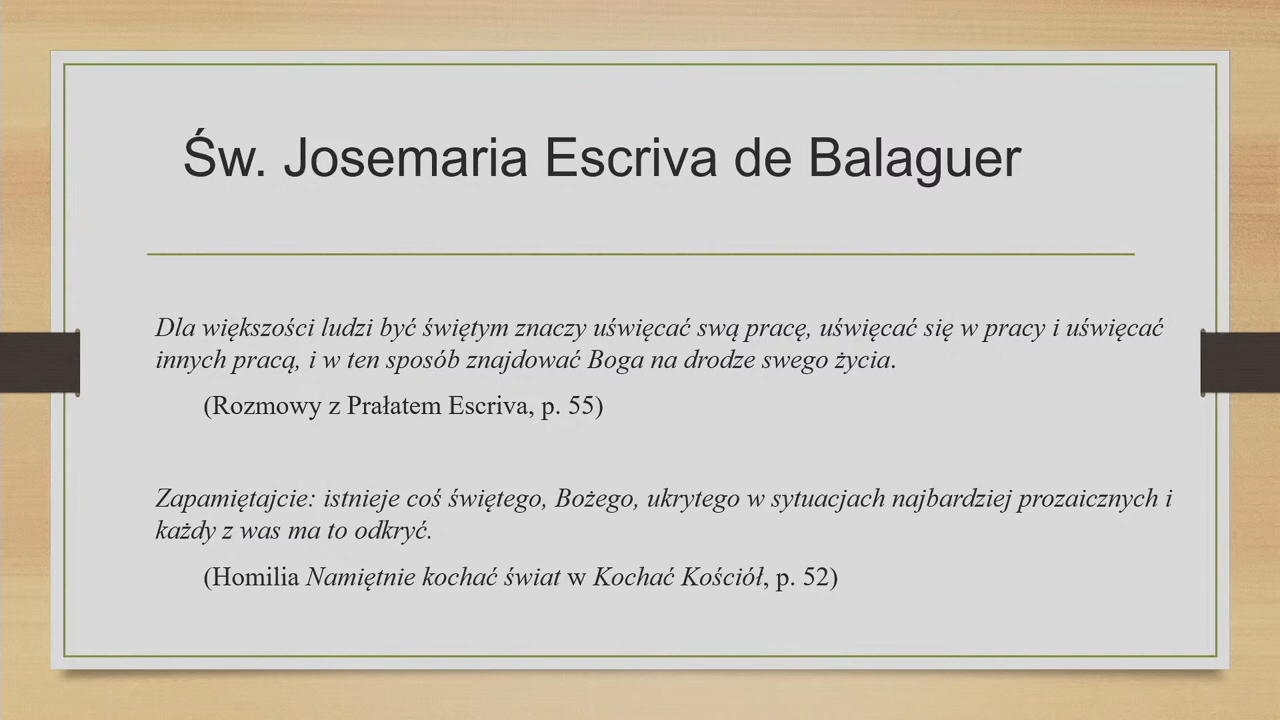 Św. Josemaria Escriva de Balaguer
Dla większości ludzi być świętym znaczy uświęcać swą pracę, uświęcać się w pracy i uświęcać
innych pracą, i w ten sposób znajdować Boga na drodze swego życia.
(Rozmowy z Prałatem Escriva, p. 55)
Zapamiętajcie: istnieje coś świętego, Bożego, ukrytego w sytuacjach najbardziej prozaicznych i
każdy z was ma to odkryć.
(Homilia Namiętnie kochać świat w Kochać Kościół, p. 52)